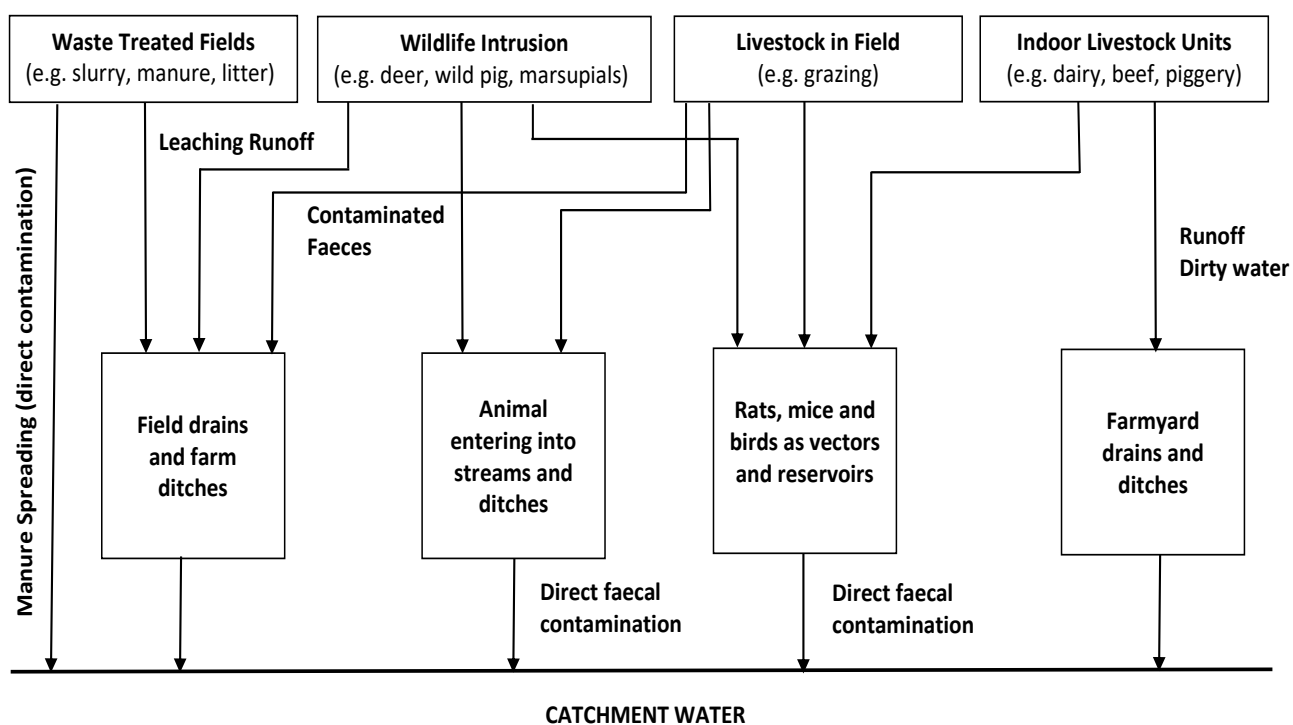 Waste Treated Fields
(e.g. slurry, manure, litter)
Wildlife Intrusion
(e.g. deer, wild pig, marsupials)
Livestock in Field
(e.g. grazing)
Indoor Livestock Units
(e.g. dairy, beef, piggery)
Manure Spreading (direct contamination)
Leaching Runoff
Contaminated
Faeces
Runoff
Dirty water
Field drains
and farm
ditches
Animal
entering into
streams and
ditches
Rats, mice and
birds as vectors
and reservoirs
Farmyard
drains and
ditches
Direct faecal
contamination
Direct faecal
contamination
CATCHMENT WATER